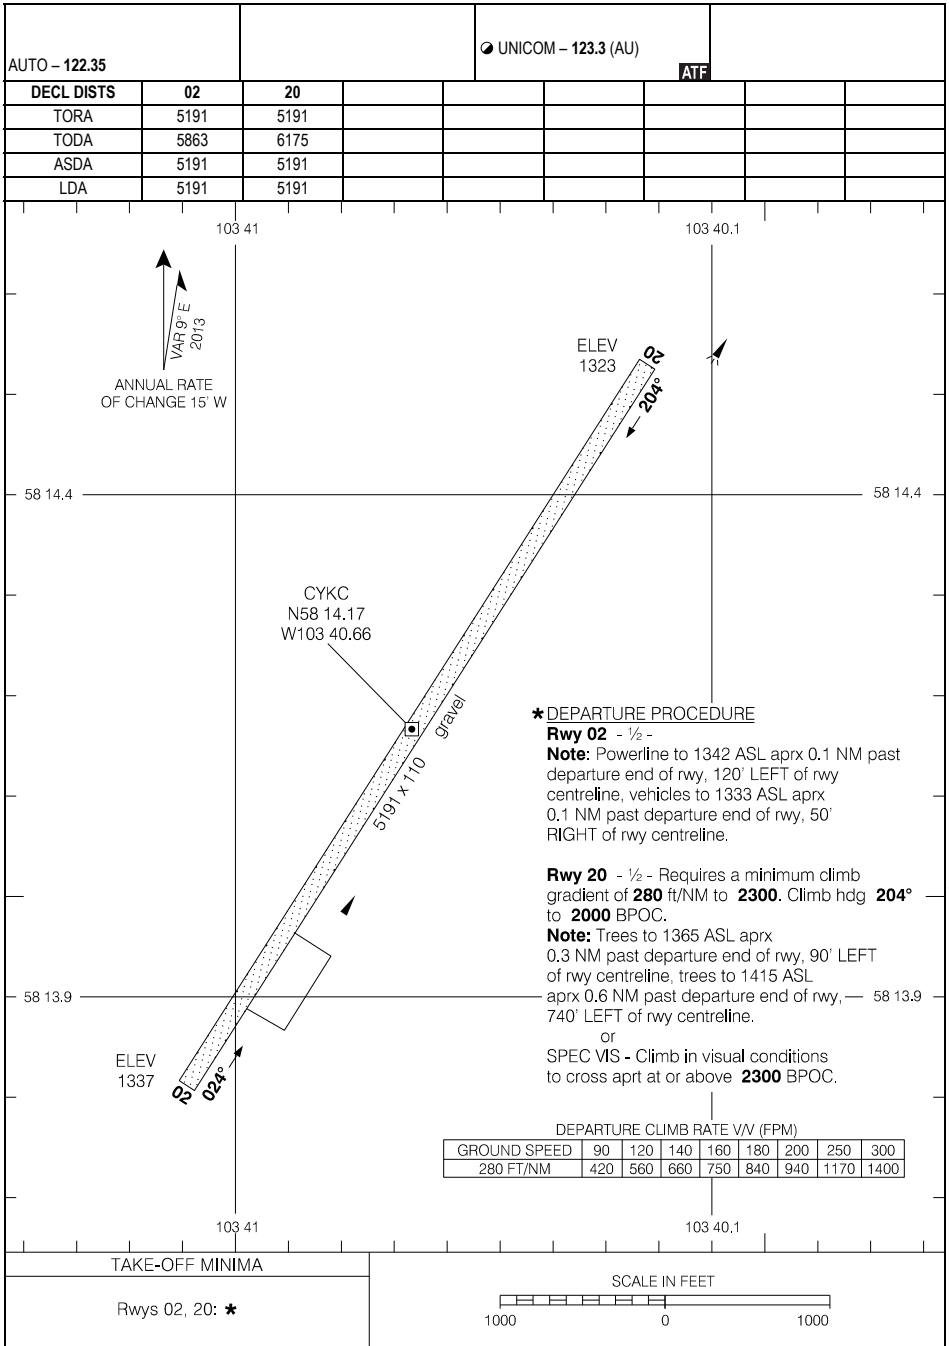 AUTO – 122.35
UNICOM – 123.3 (AU)
ATF
DECL DISTS 02 20
TORA 5191 5191
TODA 5863 6175
ASDA 5191 5191
LDA 5191 5191
103 41 103 40.1
VAR 9° E
2013
ANNUAL RATE
OF CHANGE 15' W
ELEV
1323
20
204°
58 14.4 58 14.4
CYKC
N58 14.17
W103 40.66
gravel
5191 x 110
* DEPARTURE PROCEDURE
Rwy 02 - ½ -
Note: Powerline to 1342 ASL aprx 0.1 NM past
departure end of rwy, 120' LEFT of rwy
centreline, vehicles to 1333 ASL aprx
0.1 NM past departure end of rwy, 50'
RIGHT of rwy centreline.
Rwy 20 - ½ - Requires a minimum climb
gradient of 280 ft/NM to 2300. Climb hdg 204°
to 2000 BPOC.
Note: Trees to 1365 ASL aprx
0.3 NM past departure end of rwy, 90' LEFT
of rwy centreline, trees to 1415 ASL
aprx 0.6 NM past departure end of rwy,
740' LEFT of rwy centreline.
or
SPEC VIS - Climb in visual conditions
to cross aprt at or above 2300 BPOC.
58 13.9 58 13.9
ELEV
1337
02
024°
DEPARTURE CLIMB RATE V/V (FPM)
GROUND SPEED 90 120 140 160 180 200 250 300
280 FT/NM 420 560 660 750 840 940 1170 1400
103 41 103 40.1
TAKE-OFF MINIMA
Rwys 02, 20: *
SCALE IN FEET
1000 0 1000